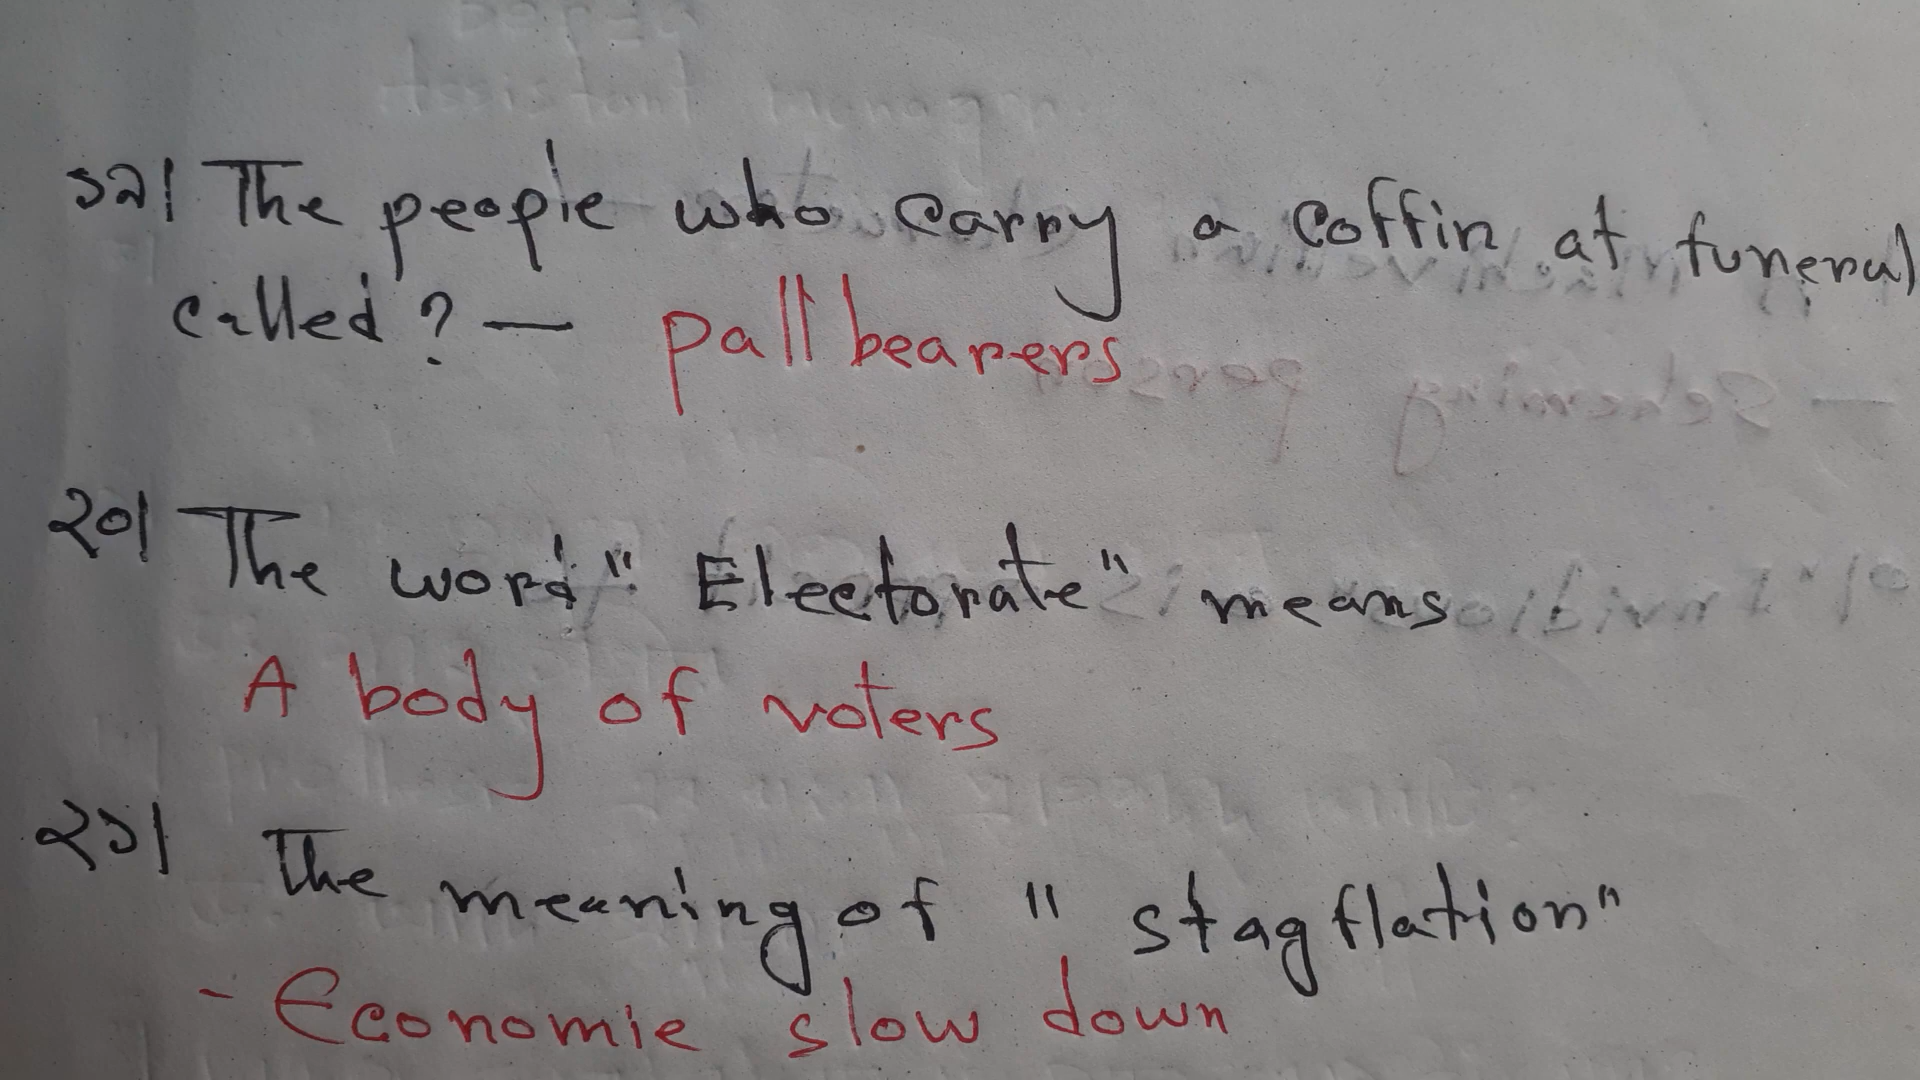 ১৯। The people who carry a coffin at funeral
called? — pall bearers
২০। The word "Electorate" means
A body of voters
২১। The meaning of "stagflation"
- Economic slow down